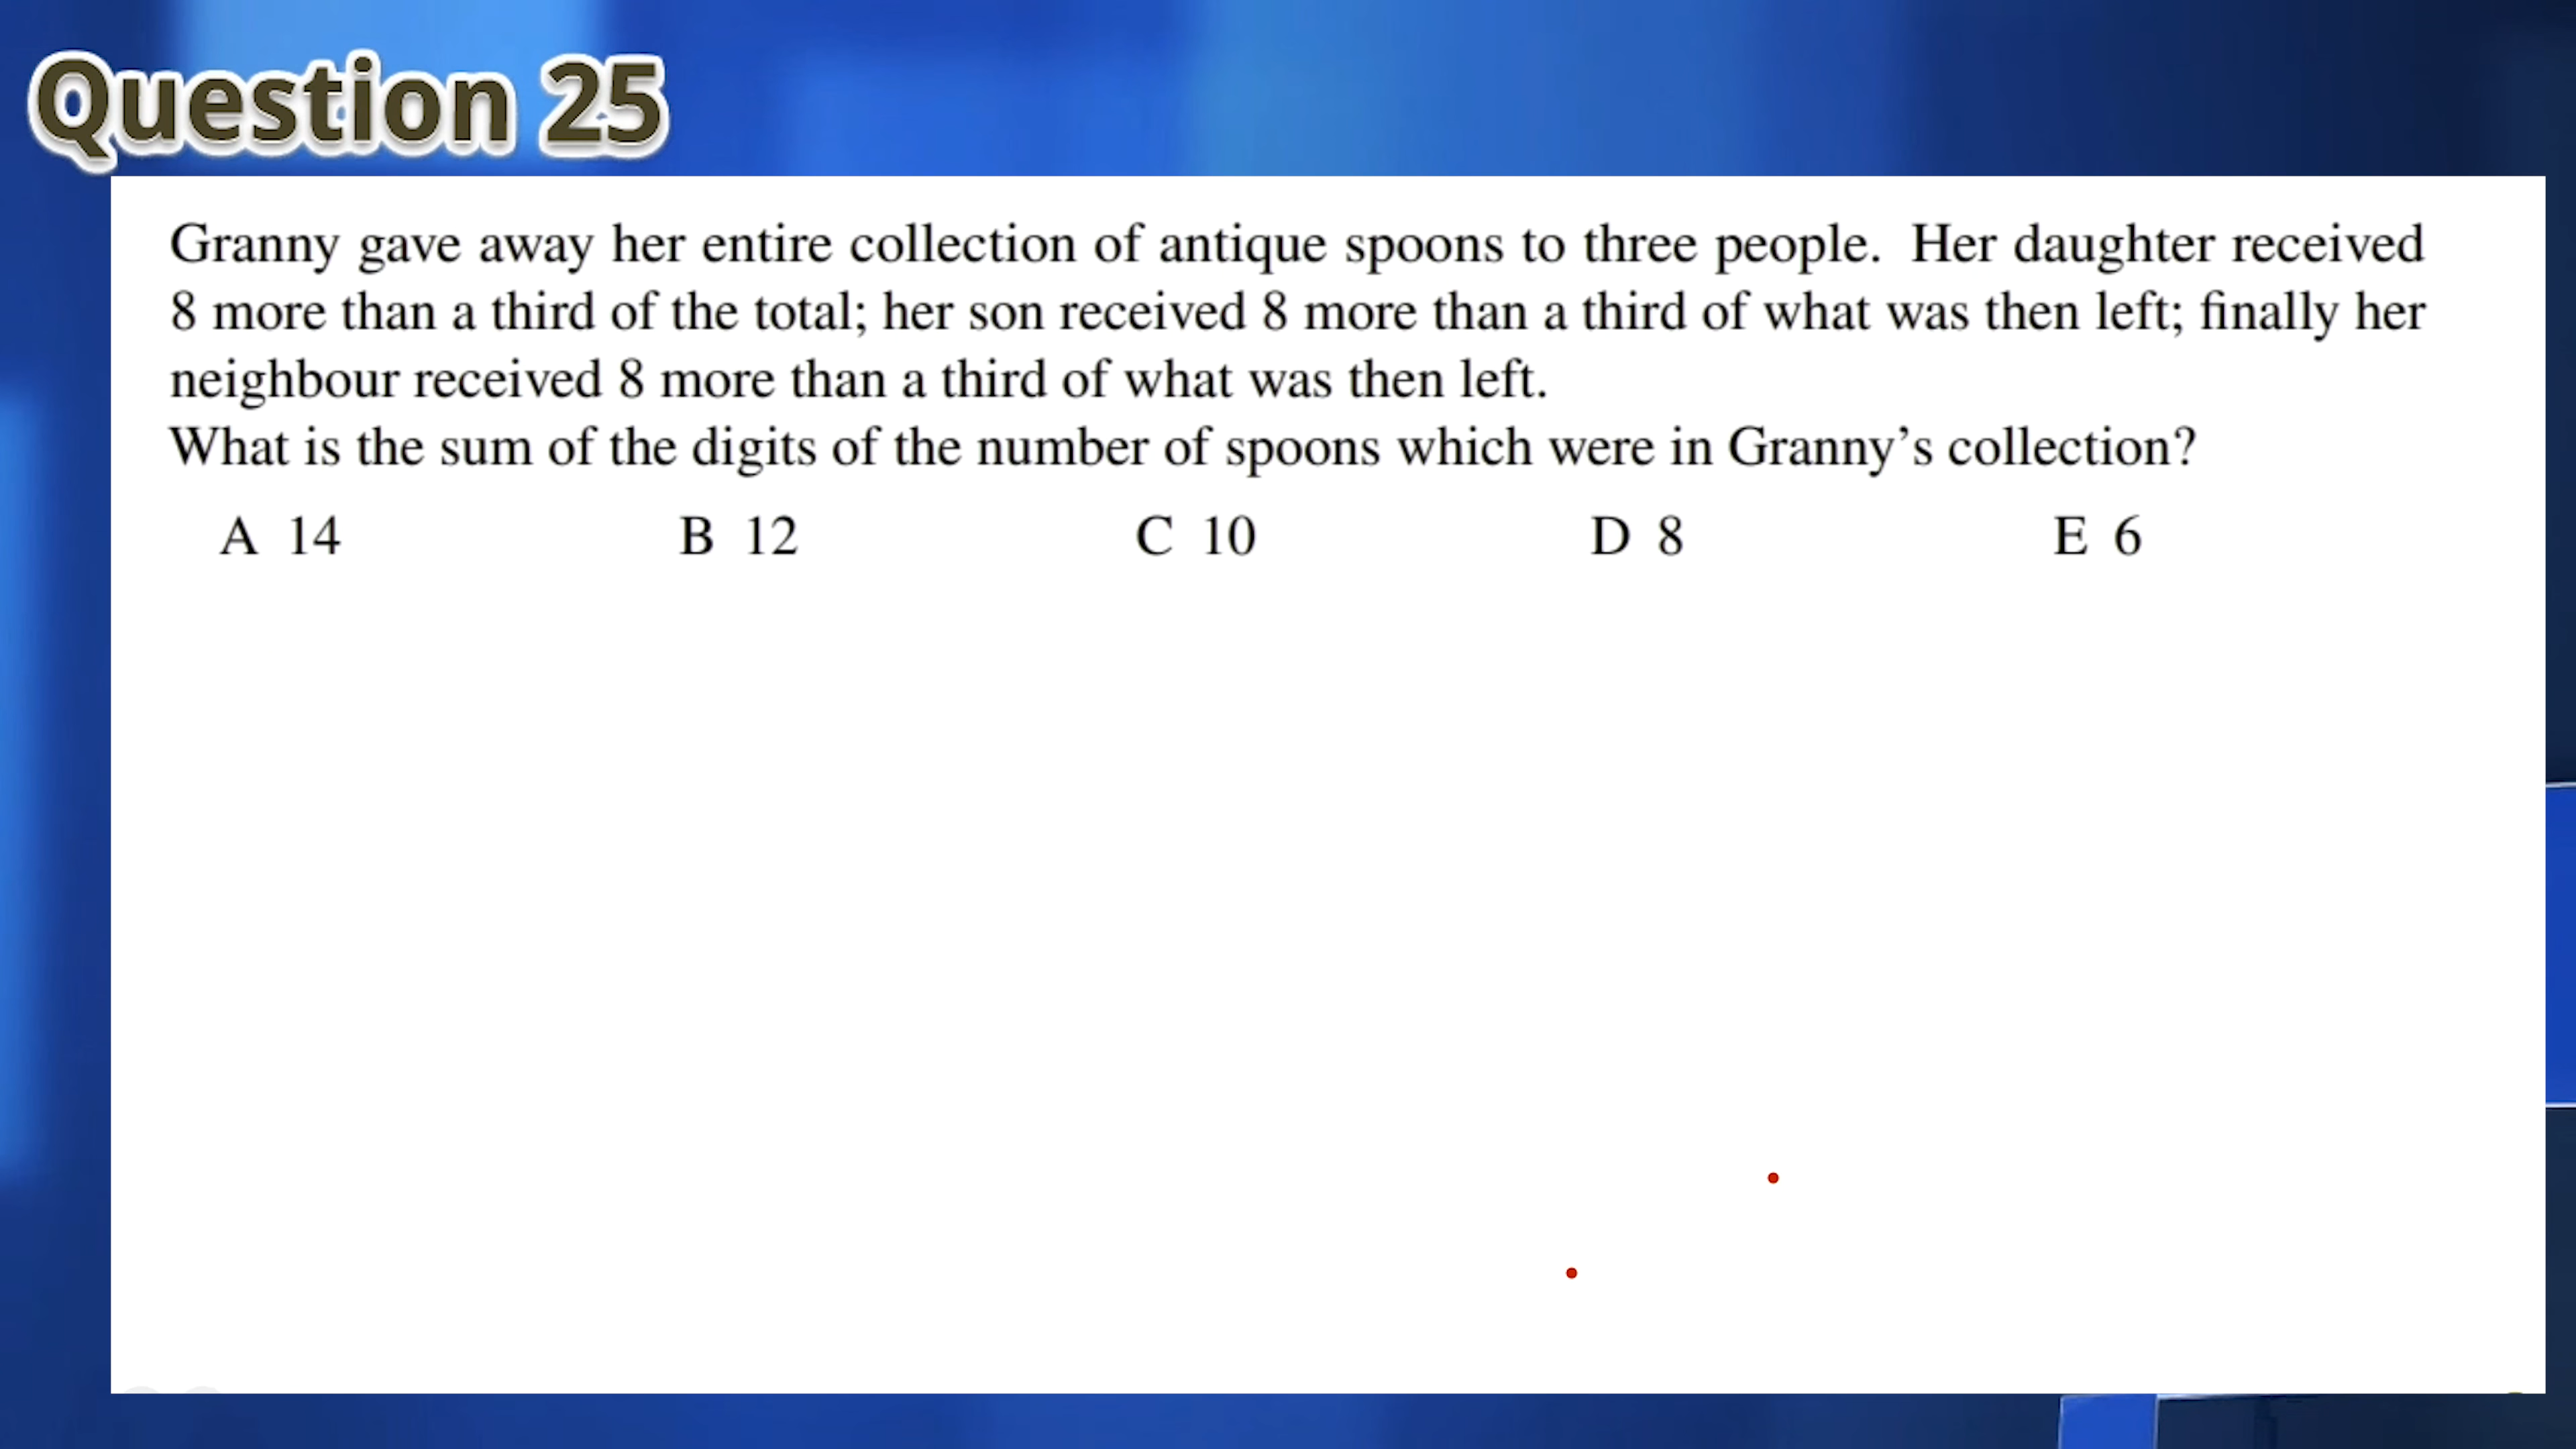 Question 25
Granny gave away her entire collection of antique spoons to three people. Her daughter received
8 more than a third of the total; her son received 8 more than a third of what was then left; finally her
neighbour received 8 more than a third of what was then left.
What is the sum of the digits of the number of spoons which were in Granny's collection?
A 14 B 12 C 10 D 8 E 6